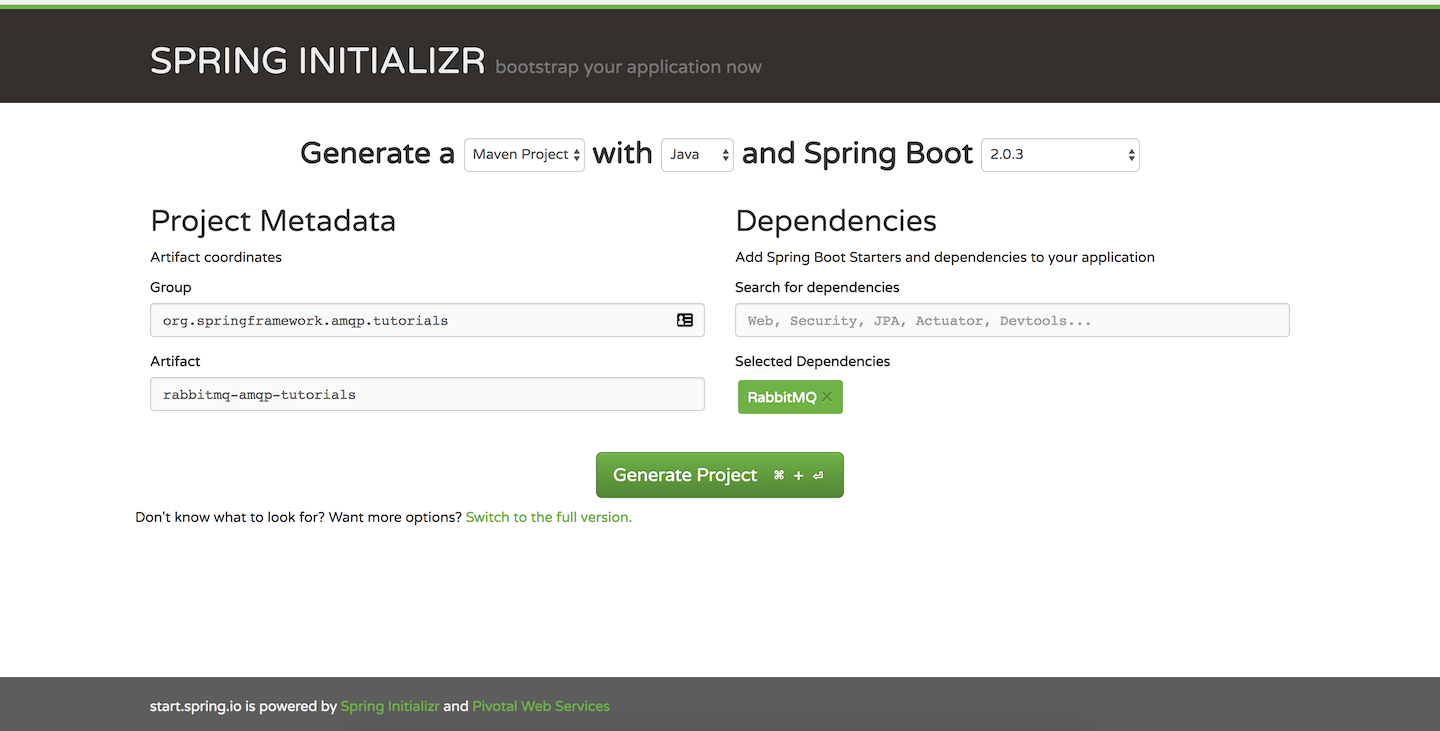 SPRING INITIALIZR bootstrap your application now
Generate a Maven Project with Java and Spring Boot 2.0.3
Project Metadata
Artifact coordinates
Group
org.springframework.amqp.tutorials
Artifact
rabbitmq-amqp-tutorials
Dependencies
Add Spring Boot Starters and dependencies to your application
Search for dependencies
Web, Security, JPA, Actuator, Devtools...
Selected Dependencies
RabbitMQ ×
Generate Project ⌘ + ⏎
Don't know what to look for? Want more options? Switch to the full version.
start.spring.io is powered by Spring Initializr and Pivotal Web Services